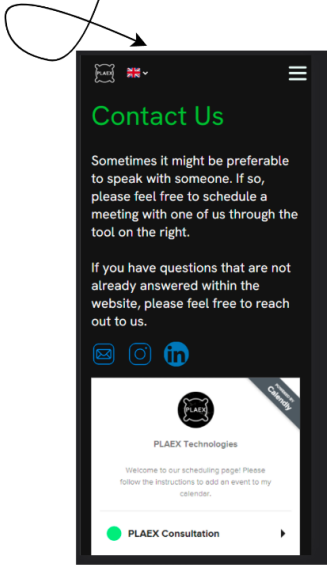 PLAEX
Contact Us
Sometimes it might be preferable
to speak with someone. If so,
please feel free to schedule a
meeting with one of us through the
tool on the right.
If you have questions that are not
already answered within the
website, please feel free to reach
out to us.
in
POWERED BY
Calendly
PLAEX
PLAEX Technologies
Welcome to our scheduling page! Please
follow the instructions to add an event to my
calendar.
PLAEX Consultation